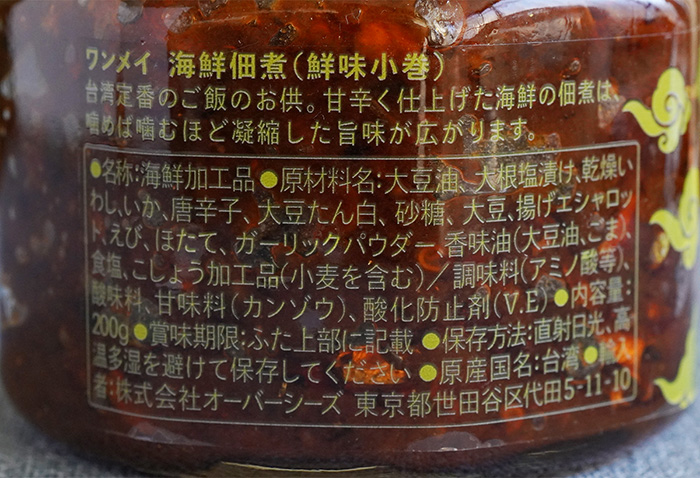 ワンメイ 海鮮佃煮（鮮味小巻）
台湾定番のご飯のお供。甘辛く仕上げた海鮮の佃煮は、
噛めば噛むほど凝縮した旨味が広がります。
●名称:海鮮加工品●原材料名:大豆油、大根塩漬け、乾燥い
わし、いか、唐辛子、大豆たん白、砂糖、大豆、揚げエシャロッ
ト、えび、ほたて、ガーリックパウダー、香味油(大豆油、ごま)、
食塩、こしょう加工品(小麦を含む)／調味料(アミノ酸等)、
酸味料、甘味料(カンゾウ)、酸化防止剤(V.E)●内容量:
200g●賞味期限:ふた上部に記載●保存方法:直射日光、高
温多湿を避けて保存してください●原産国名:台湾●輸入
者:株式会社オーバーシーズ 東京都世田谷区代田5-11-10